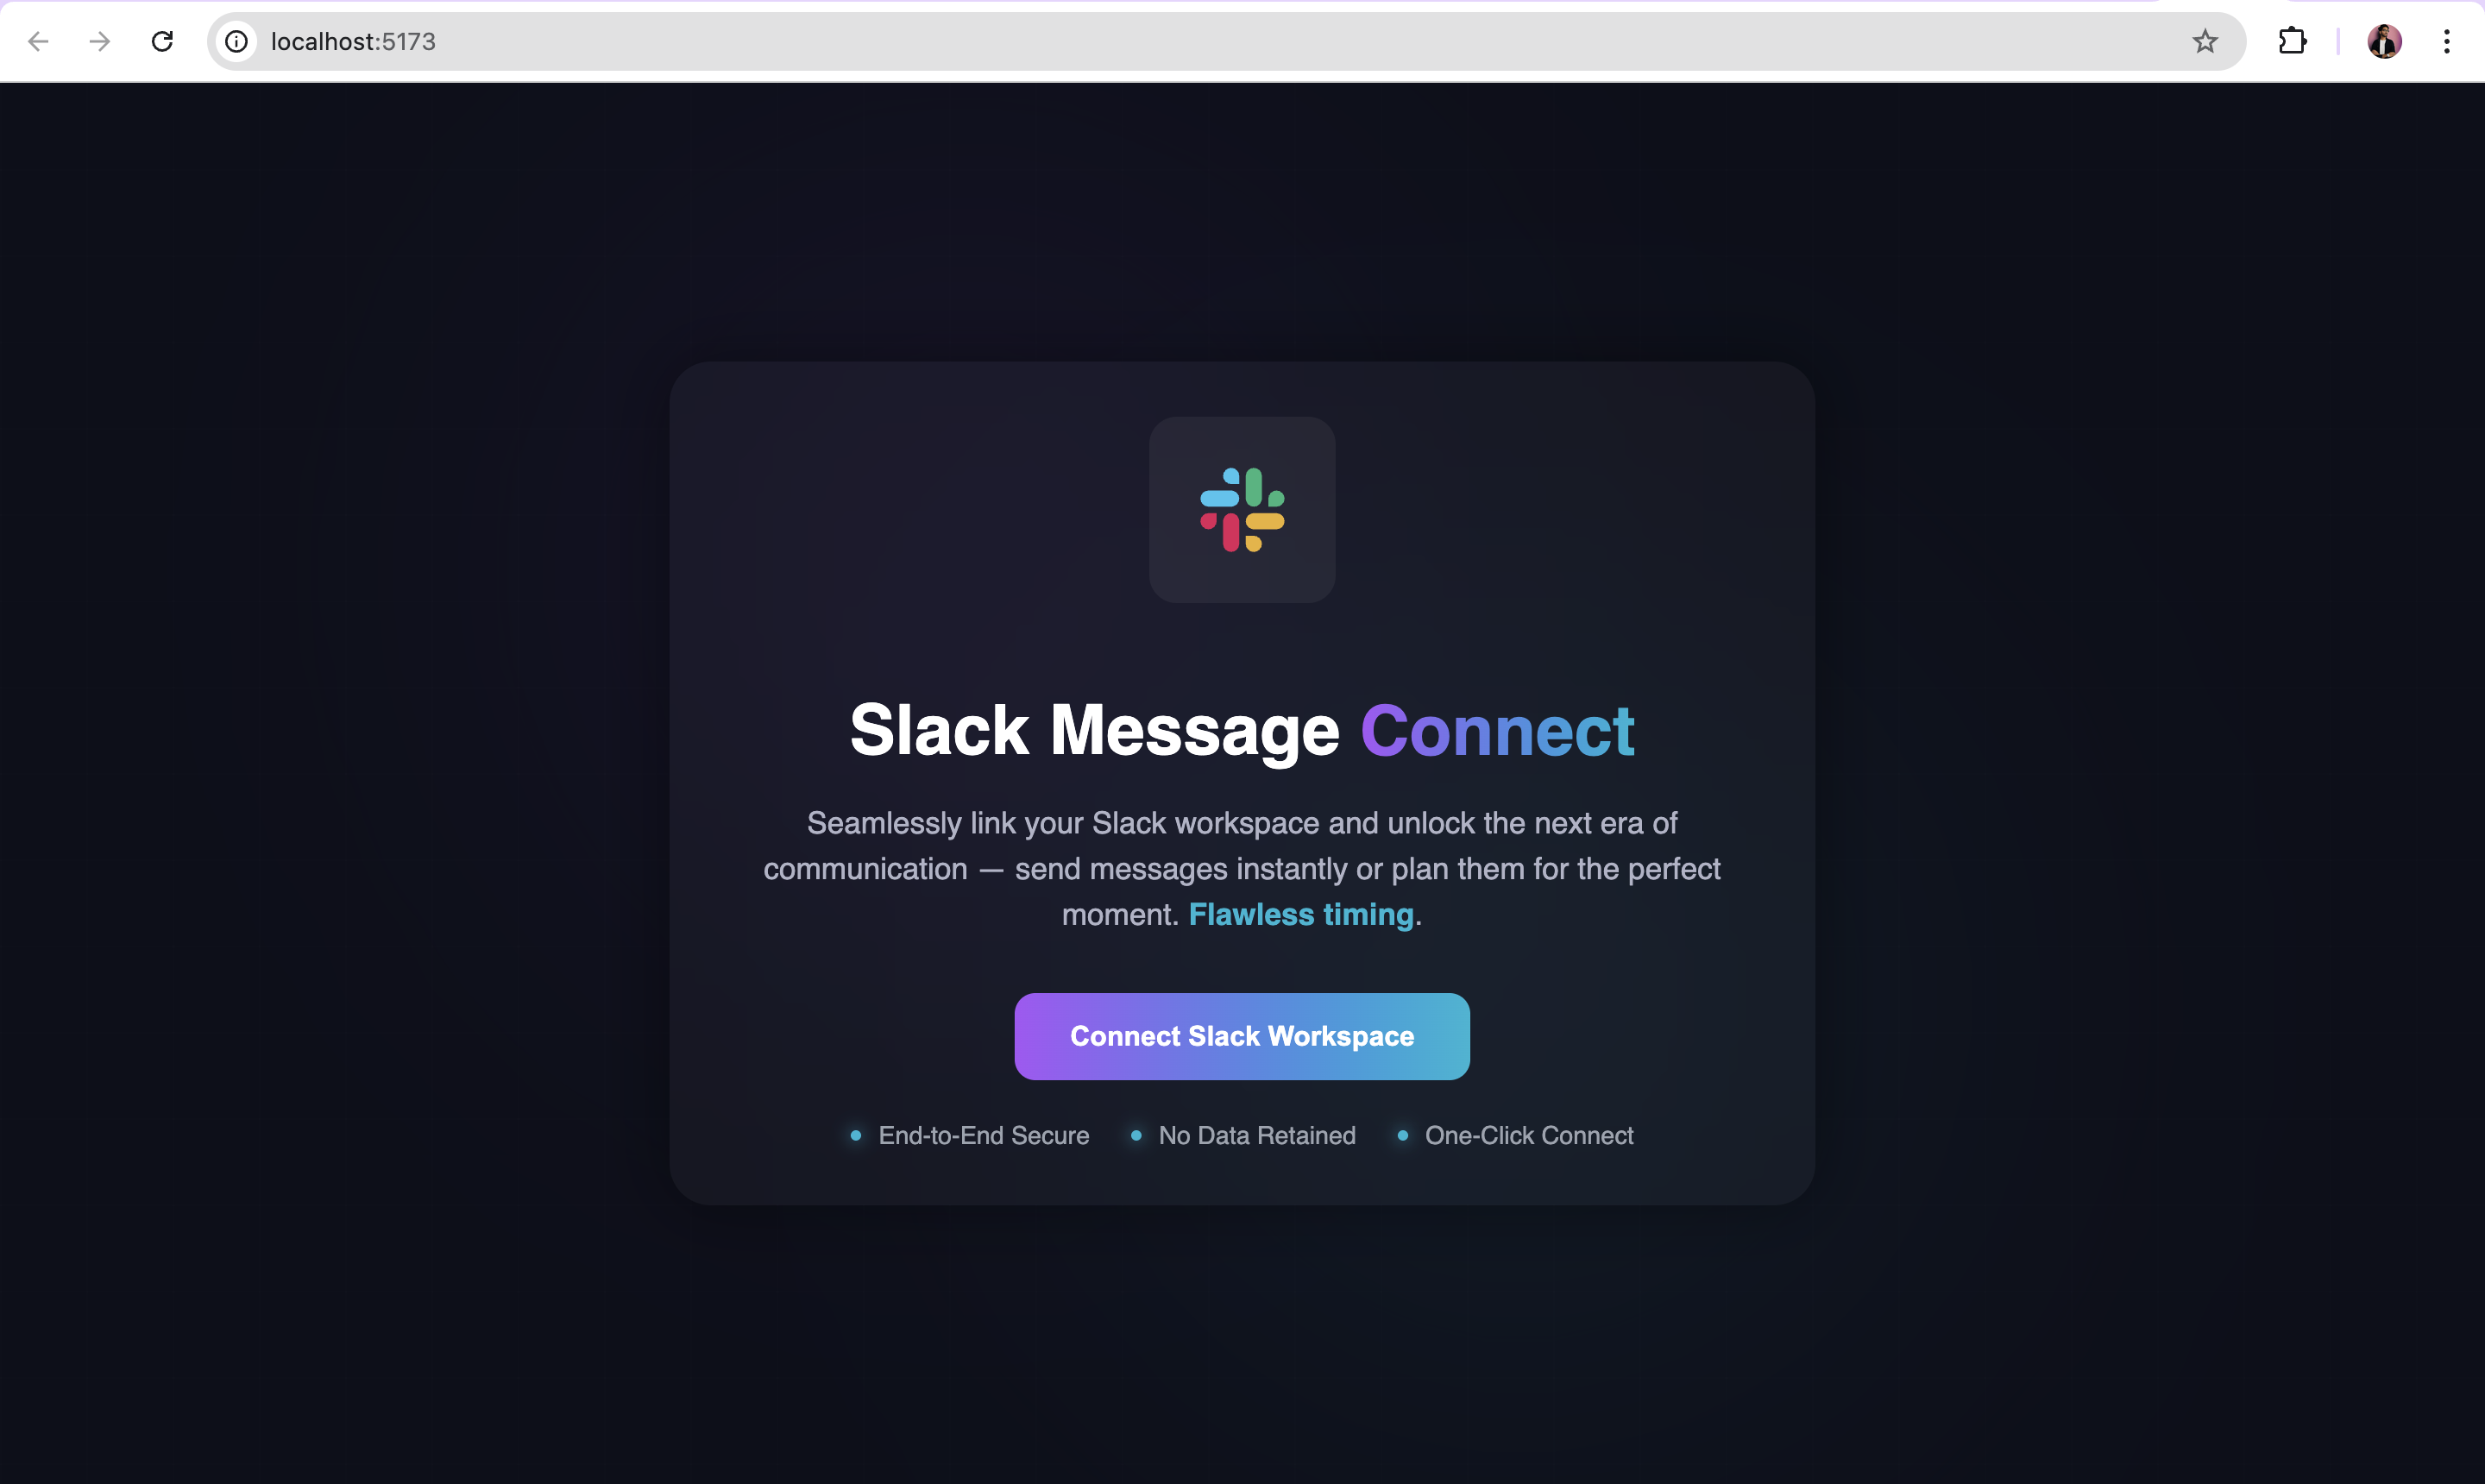 localhost:5173
Slack Message Connect
Seamlessly link your Slack workspace and unlock the next era of
communication — send messages instantly or plan them for the perfect
moment. Flawless timing.
Connect Slack Workspace
End-to-End Secure
No Data Retained
One-Click Connect